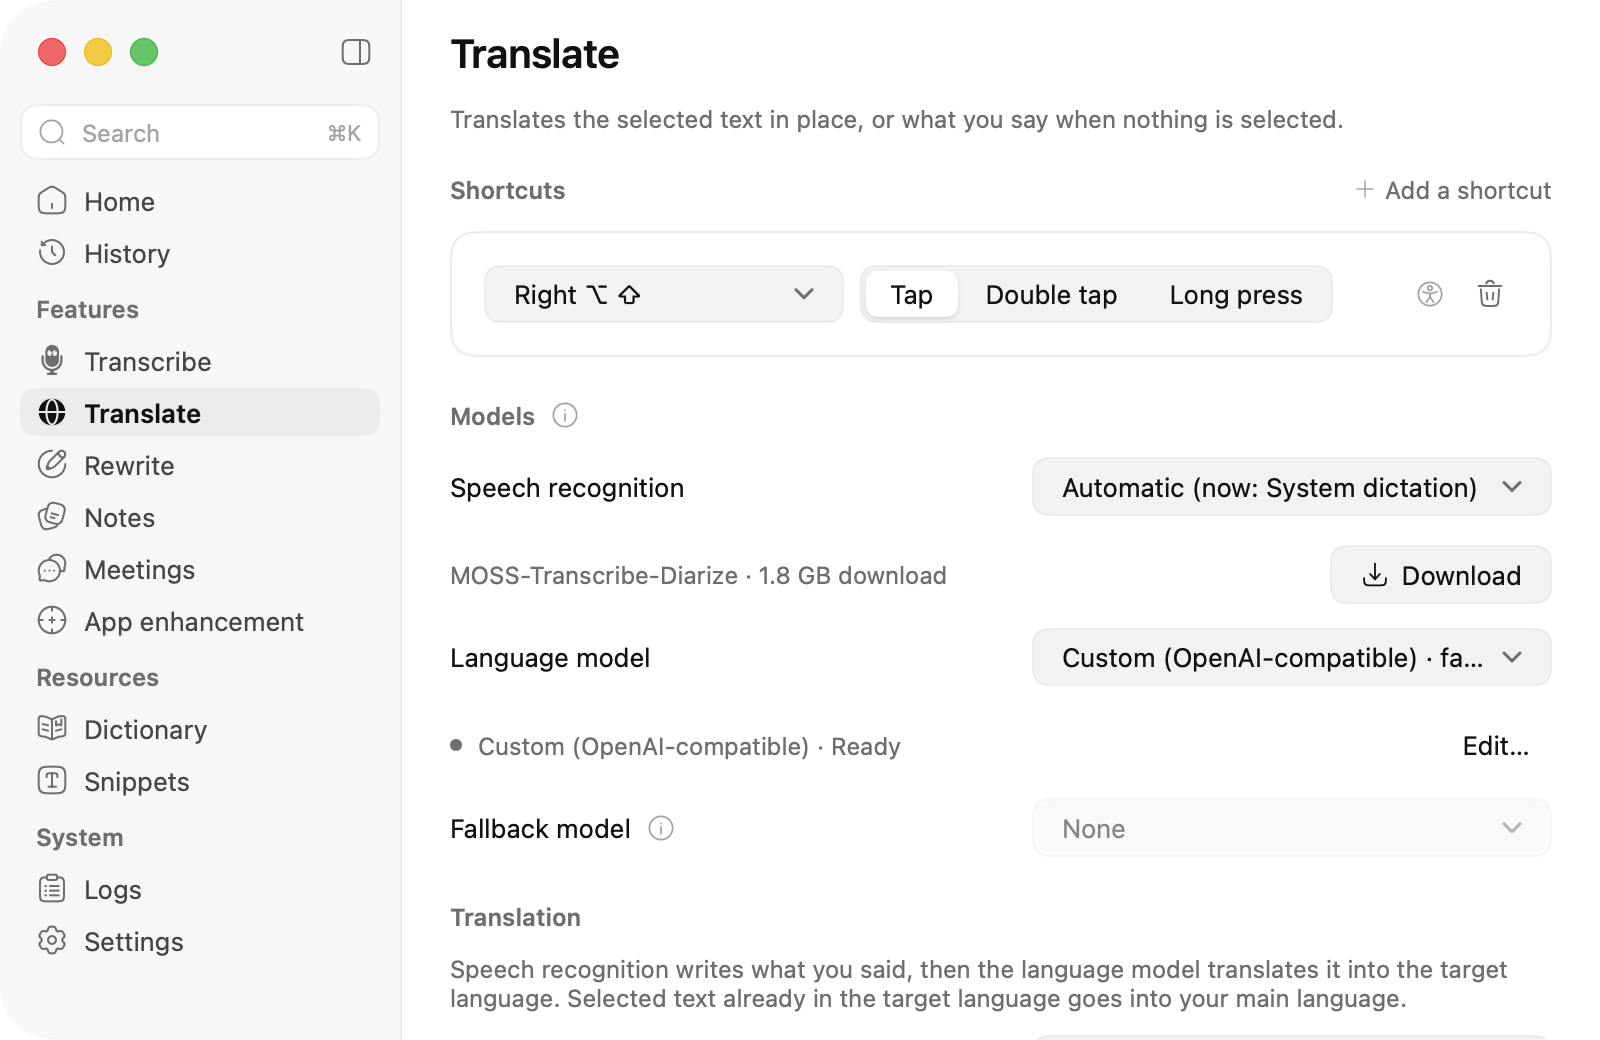 Search ⌘K
Home
History
Features
Transcribe
Translate
Rewrite
Notes
Meetings
App enhancement
Resources
Dictionary
Snippets
System
Logs
Settings
Translate
Translates the selected text in place, or what you say when nothing is selected.
Shortcuts
+ Add a shortcut
Right ⌥ ⇧
Tap Double tap Long press
Models
Speech recognition
Automatic (now: System dictation)
MOSS-Transcribe-Diarize · 1.8 GB download
Download
Language model
Custom (OpenAI-compatible) · fa...
Custom (OpenAI-compatible) · Ready
Edit...
Fallback model
None
Translation
Speech recognition writes what you said, then the language model translates it into the target
language. Selected text already in the target language goes into your main language.